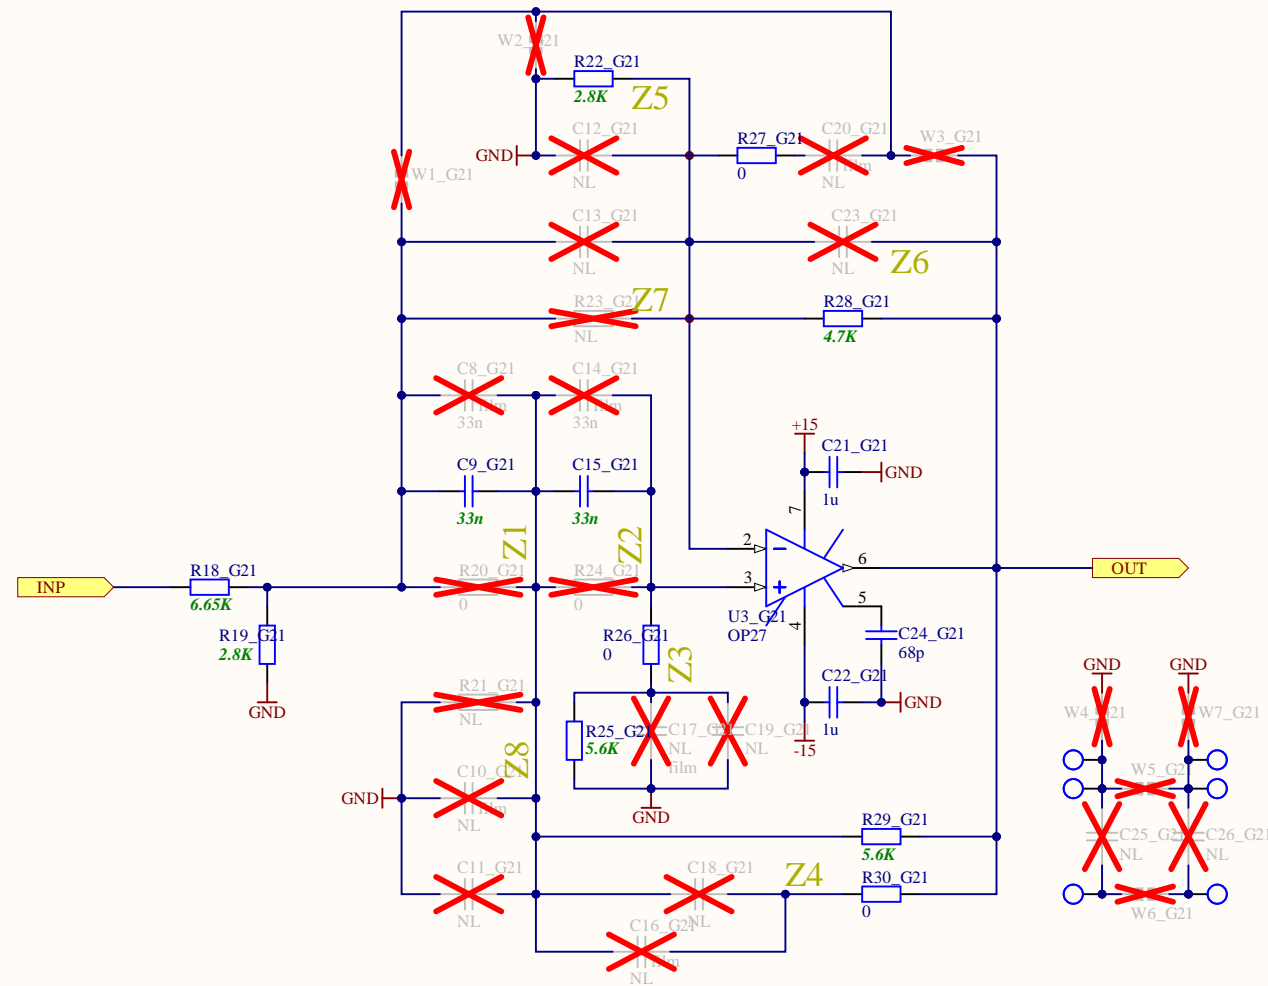 W2_G21
R22_G21
2.8K
Z5
C12_G21
GND
NL
R27_G21
0
C20_G21
film
NL
W3_G21
W1_G21
C13_G21
NL
C23_G21
NL
Z6
R23_G21
NL
Z7
R28_G21
4.7K
C8_G21
film
33n
C14_G21
film
33n
+15
C21_G21
GND
1u
7
C9_G21
33n
C15_G21
33n
Z1
Z2
2
3
6
5
4
U3_G21
OP27
INP
R18_G21
6.65K
R20_G21
0
R24_G21
0
OUT
R19_G21
2.8K
GND
R26_G21
0
Z3
C24_G21
68p
C22_G21
1u
GND
-15
R21_G21
NL
Z8
R25_G21
5.6K
C17_G21
NL
film
C19_G21
NL
GND
C10_G21
film
GND
NL
R29_G21
5.6K
C11_G21
NL
C18_G21
NL
Z4
R30_G21
0
C16_G21
film
NL
GND
GND
W4_G21
W7_G21
W5_G21
C25_G21
NL
C26_G21
NL
W6_G21